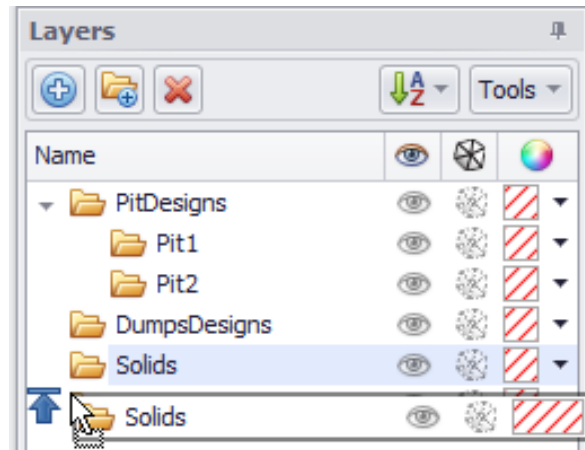 Layers
A
Z
Tools
Name
PitDesigns
Pit1
Pit2
DumpsDesigns
Solids
Solids